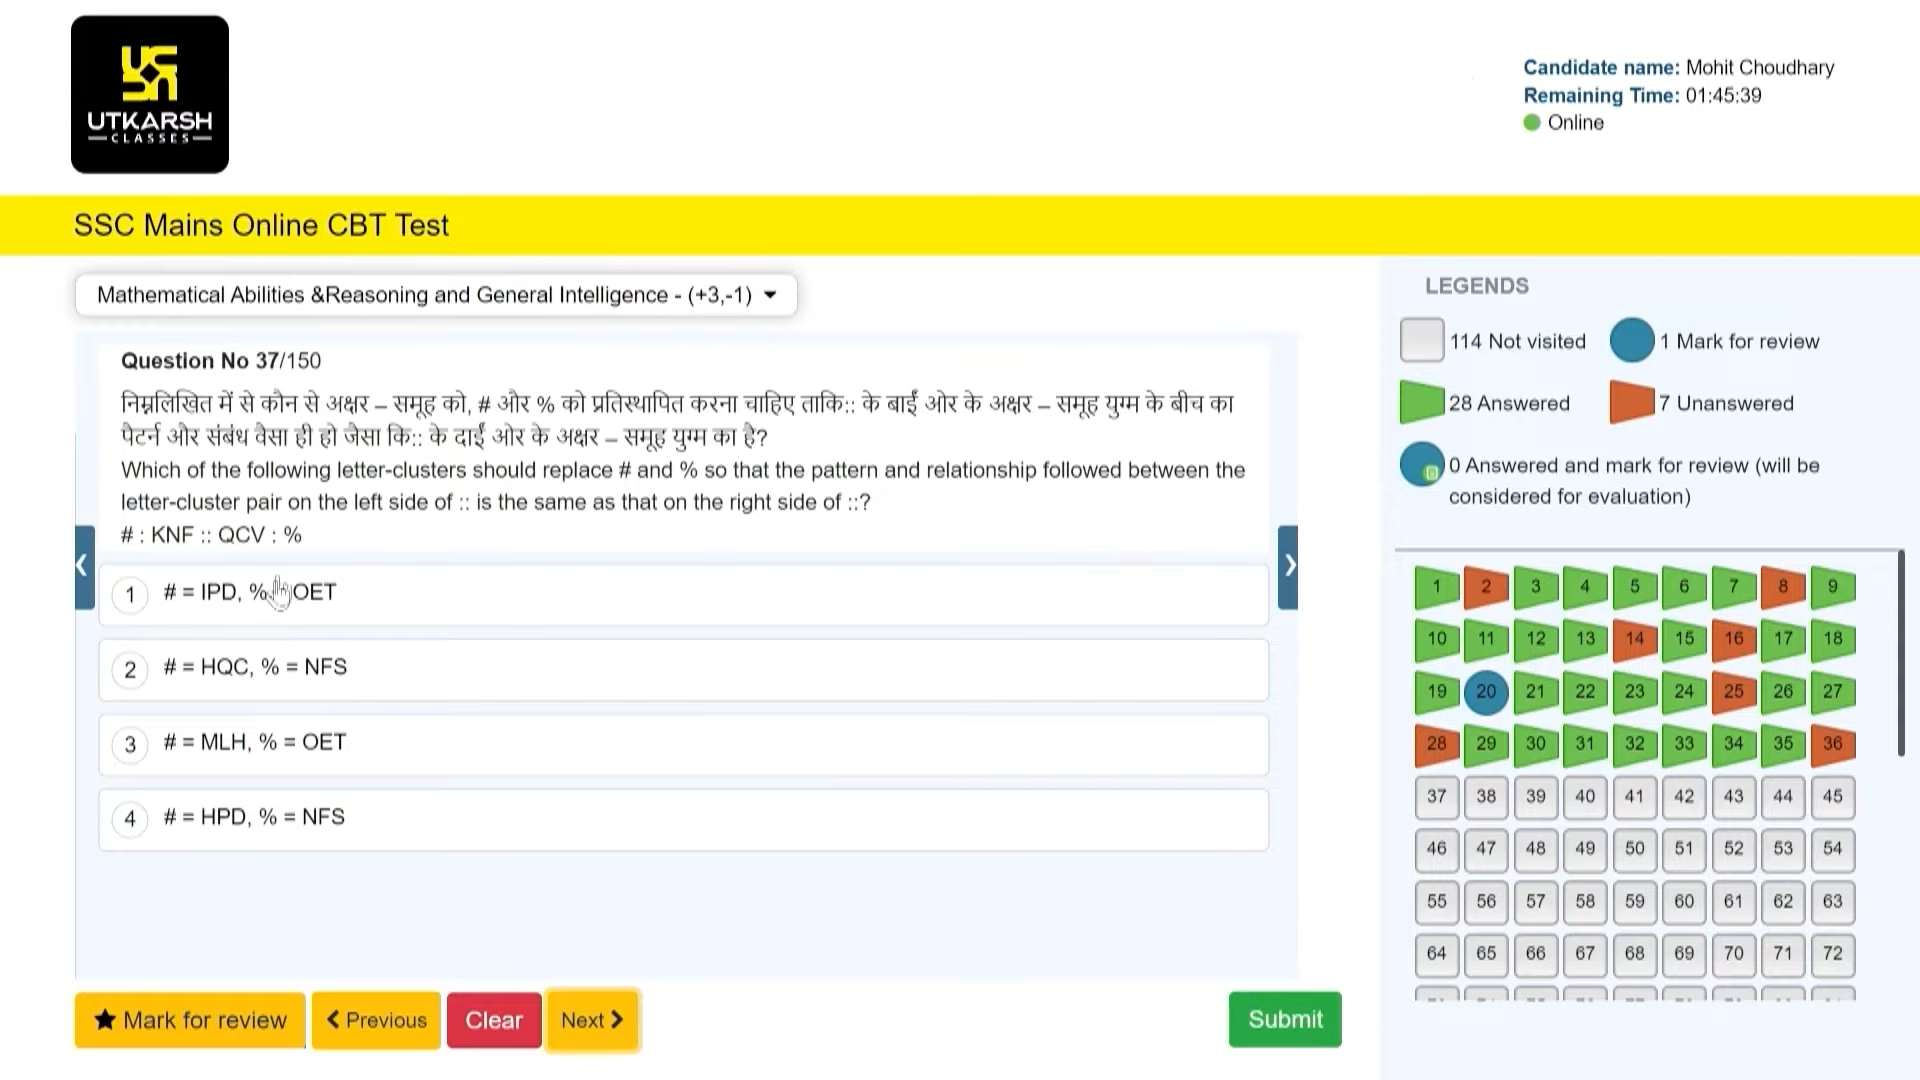 UTKARSH
CLASSES
Candidate name: Mohit Choudhary
Remaining Time: 01:45:39
Online
SSC Mains Online CBT Test
Mathematical Abilities &Reasoning and General Intelligence - (+3,-1)
Question No 37/150
निम्नलिखित में से कौन से अक्षर – समूह को, # और % को प्रतिस्थापित करना चाहिए ताकि:: के बाईं ओर के अक्षर – समूह युग्म के बीच का
पैटर्न और संबंध वैसा ही हो जैसा कि:: के दाईं ओर के अक्षर – समूह युग्म का है?
Which of the following letter-clusters should replace # and % so that the pattern and relationship followed between the
letter-cluster pair on the left side of :: is the same as that on the right side of ::?
# : KNF :: QCV : %
1 # = IPD, % OET
2 # = HQC, % = NFS
3 # = MLH, % = OET
4 # = HPD, % = NFS
Mark for review
Previous
Clear
Next
Submit
LEGENDS
114 Not visited
1 Mark for review
28 Answered
7 Unanswered
0 Answered and mark for review (will be
considered for evaluation)
1 2 3 4 5 6 7 8 9
10 11 12 13 14 15 16 17 18
19 20 21 22 23 24 25 26 27
28 29 30 31 32 33 34 35 36
37 38 39 40 41 42 43 44 45
46 47 48 49 50 51 52 53 54
55 56 57 58 59 60 61 62 63
64 65 66 67 68 69 70 71 72